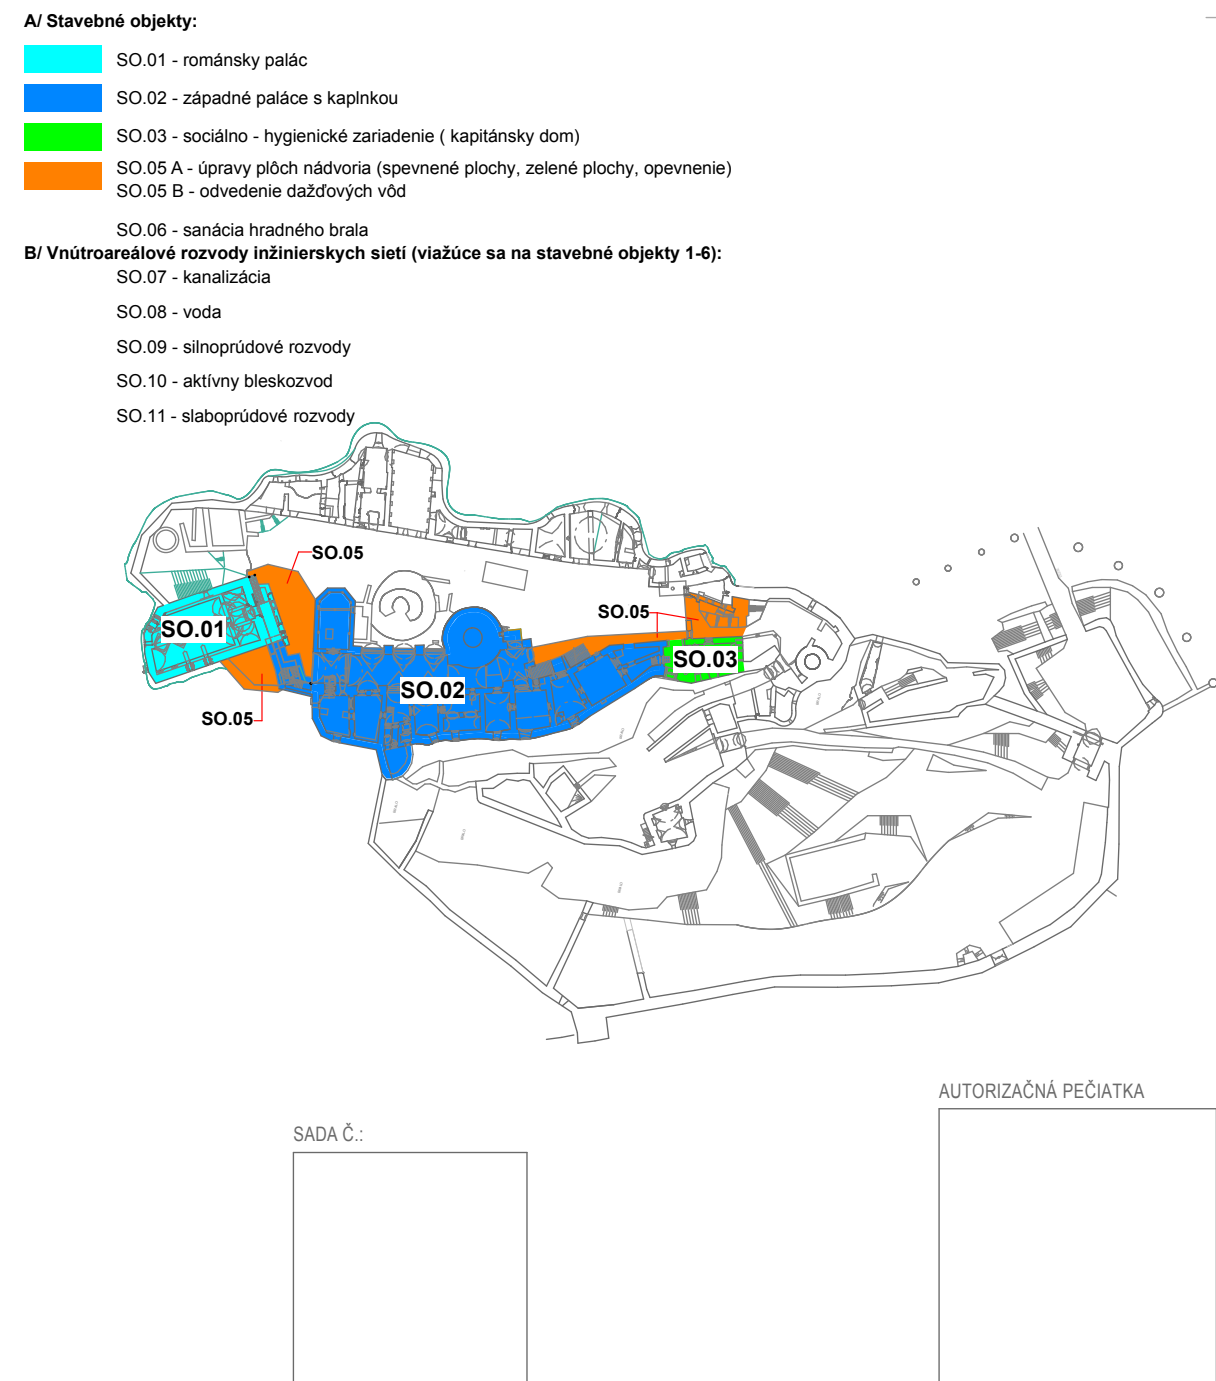 A/ Stavebné objekty:
SO.01 - románsky palác
SO.02 - západné paláce s kaplnkou
SO.03 - sociálno - hygienické zariadenie ( kapitánsky dom)
SO.05 A - úpravy plôch nádvoria (spevnené plochy, zelené plochy, opevnenie)
SO.05 B - odvedenie dažďových vôd
SO.06 - sanácia hradného brala
B/ Vnútroareálové rozvody inžinierskych sietí (viažúce sa na stavebné objekty 1-6):
SO.07 - kanalizácia
SO.08 - voda
SO.09 - silnoprúdové rozvody
SO.10 - aktívny bleskozvod
SO.11 - slaboprúdové rozvody
SO.05
SO.05
SO.01
SO.03
SO.02
SO.05
AUTORIZAČNÁ PEČIATKA
SADA Č.: